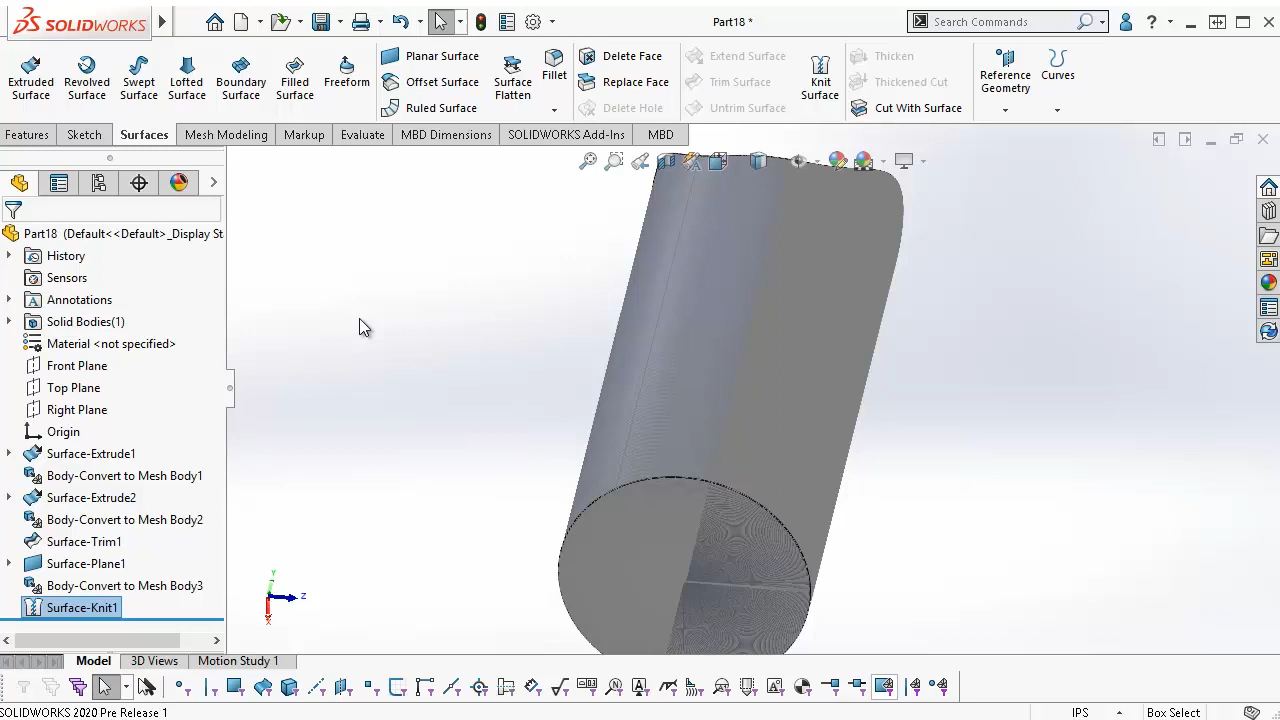 SOLIDWORKS
Part18 *
Search Commands
Extruded Surface
Revolved Surface
Swept Surface
Lofted Surface
Boundary Surface
Filled Surface
Freeform
Planar Surface
Offset Surface
Ruled Surface
Surface Flatten
Fillet
Delete Face
Replace Face
Delete Hole
Extend Surface
Trim Surface
Untrim Surface
Knit Surface
Thicken
Thickened Cut
Cut With Surface
Reference Geometry
Curves
Features
Sketch
Surfaces
Mesh Modeling
Markup
Evaluate
MBD Dimensions
SOLIDWORKS Add-Ins
MBD
Part18 (Default<<Default>_Display St
History
Sensors
Annotations
Solid Bodies(1)
Material <not specified>
Front Plane
Top Plane
Right Plane
Origin
Surface-Extrude1
Body-Convert to Mesh Body1
Surface-Extrude2
Body-Convert to Mesh Body2
Surface-Trim1
Surface-Plane1
Body-Convert to Mesh Body3
Surface-Knit1
Y
Z
X
Model
3D Views
Motion Study 1
SOLIDWORKS 2020 Pre Release 1
IPS
Box Select